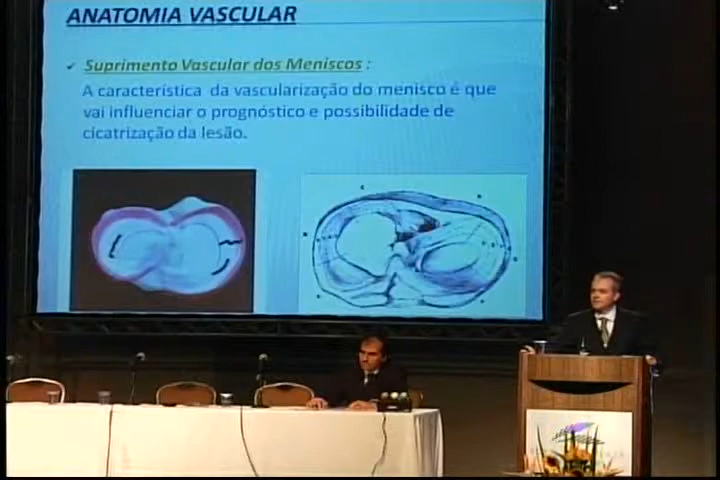 ANATOMIA VASCULAR
✔ Suprimento Vascular dos Meniscos :
A característica da vascularização do menisco é que
vai influenciar o prognóstico e possibilidade de
cicatrização da lesão.